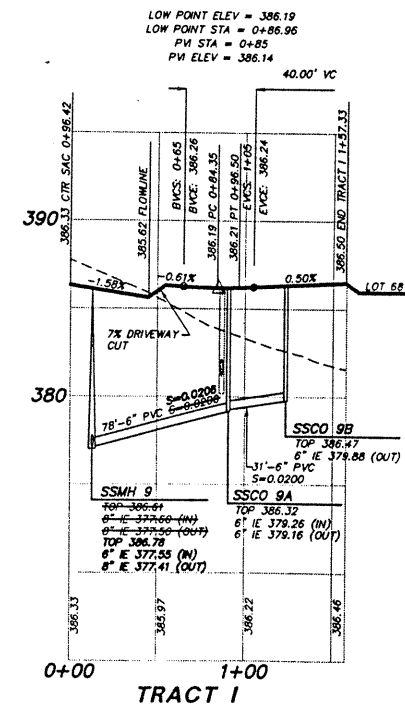 LOW POINT ELEV = 386.19
LOW POINT STA = 0+86.96
PVI STA = 0+85
PVI ELEV = 386.14
40.00' VC
386.33 CTR SAC 0+96.42
385.62 FLOWLINE
BVCS: 0+65
BVCE: 386.26
386.19 PC 0+84.35
386.21 PT 0+96.50
EVCS: 1+05
EVCE: 386.24
386.50 END TRACT I 1+57.33
390
-1.58%
-0.61%
0.50%
LOT 68
7% DRIVEWAY
CUT
380
S=0.0205
S=0.0200
78'-6" PVC
SSCO 9B
TOP 386.47
6" IE 379.88 (OUT)
31'-6" PVC
S=0.0200
SSMH 9
TOP 386.61
8" IE 377.60 (IN)
8" IE 377.50 (OUT)
TOP 386.78
6" IE 377.55 (IN)
8" IE 377.41 (OUT)
SSCO 9A
TOP 386.32
6" IE 379.26 (IN)
6" IE 379.16 (OUT)
386.33
385.97
386.22
386.46
0+00
1+00
TRACT I